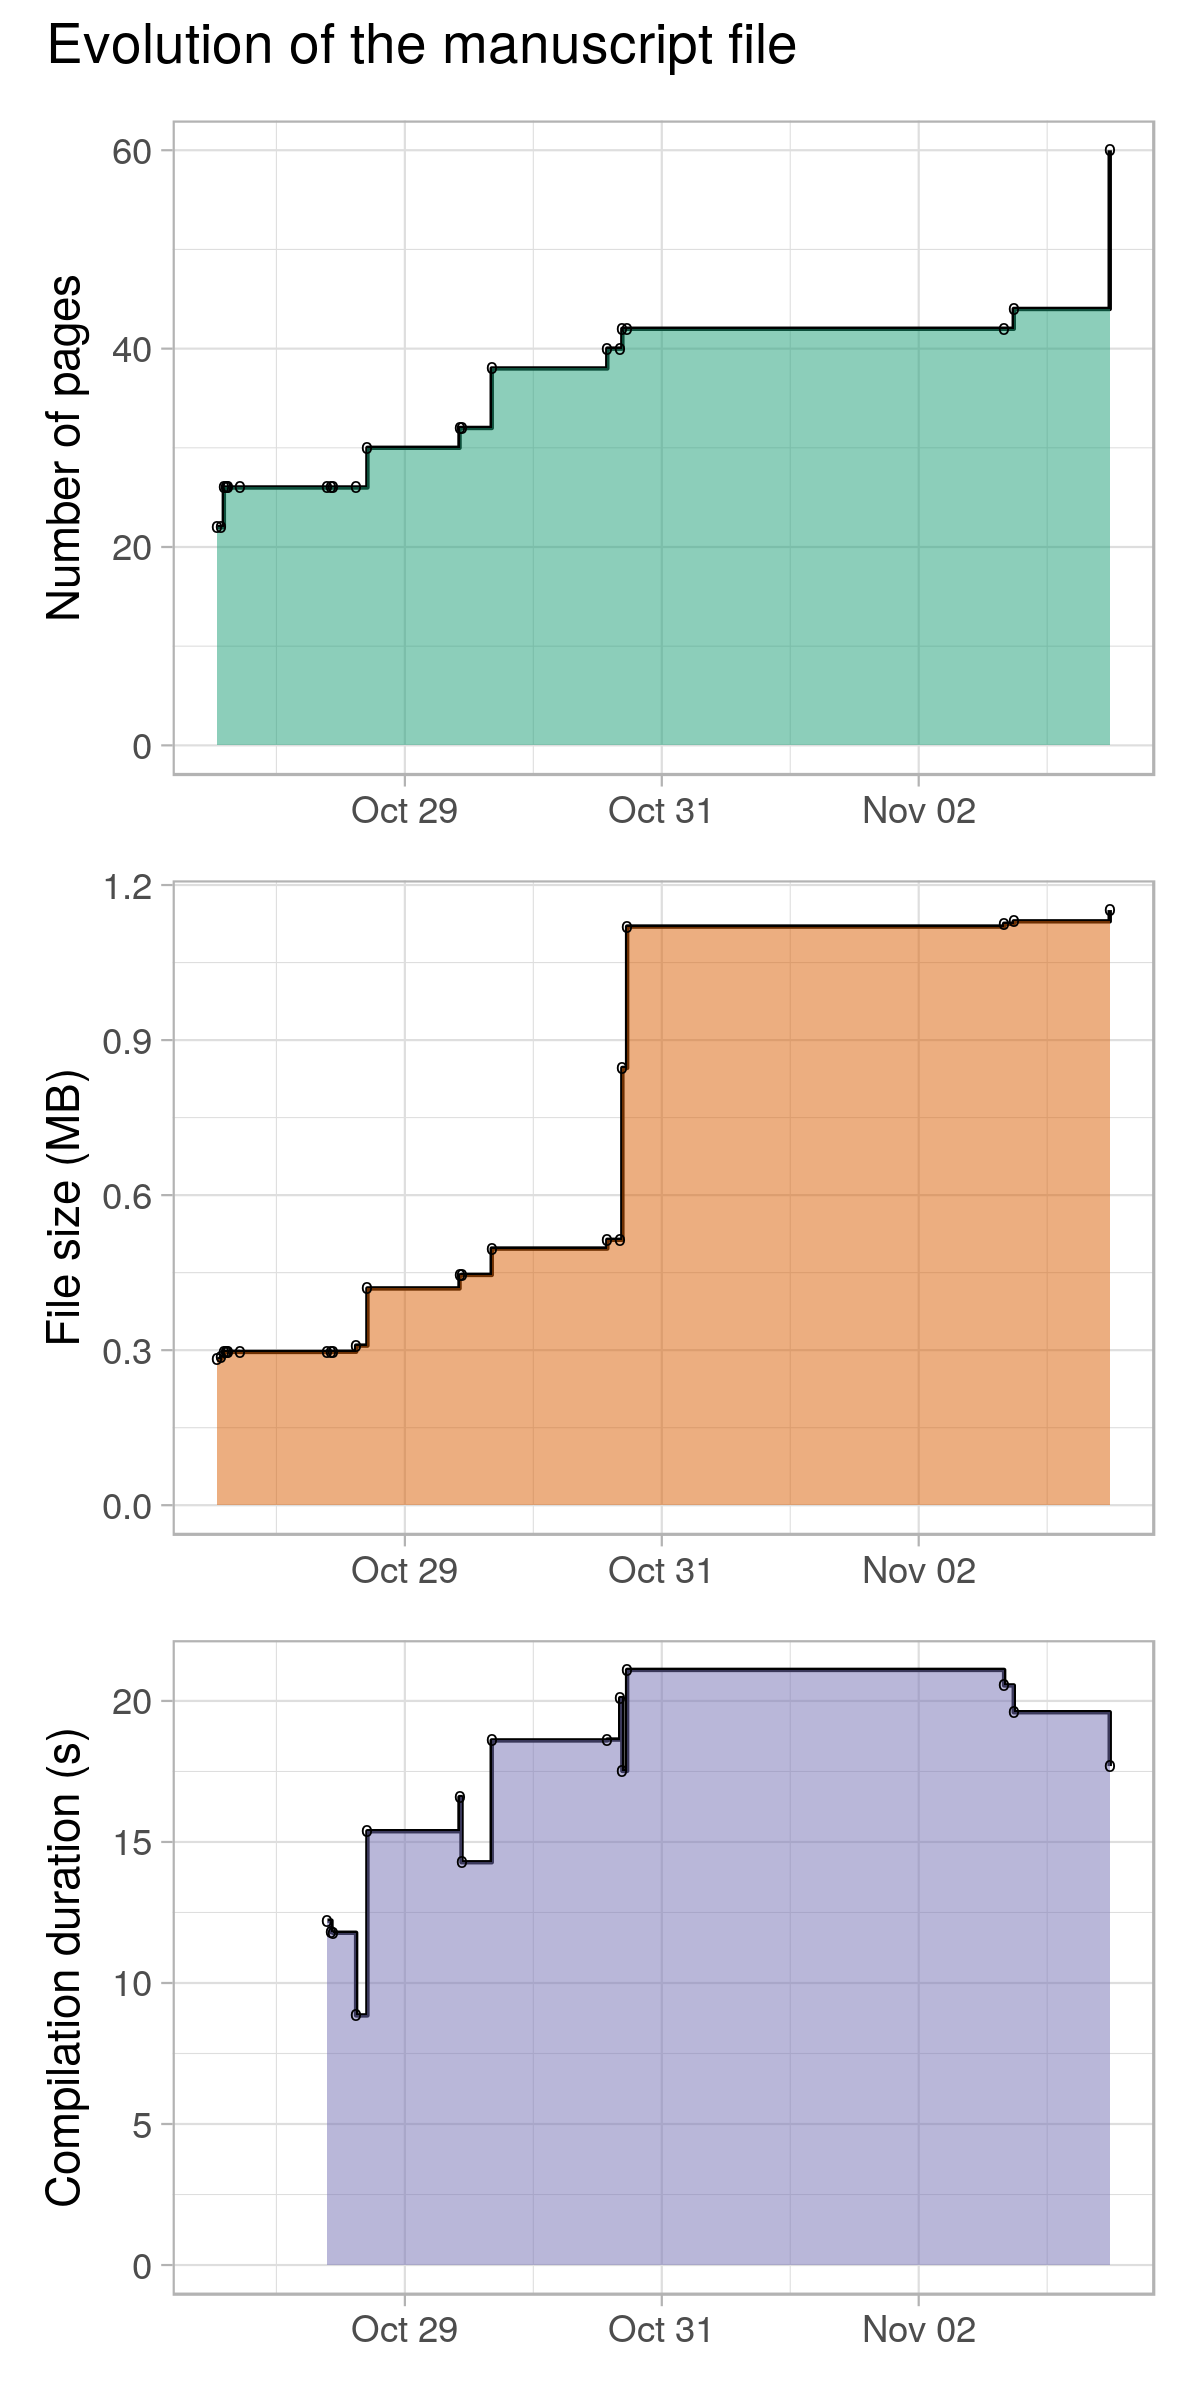 Evolution of the manuscript file
Number of pages
60
40
20
0
Oct 29 Oct 31 Nov 02
File size (MB)
1.2
0.9
0.6
0.3
0.0
Oct 29 Oct 31 Nov 02
Compilation duration (s)
20
15
10
5
0
Oct 29 Oct 31 Nov 02